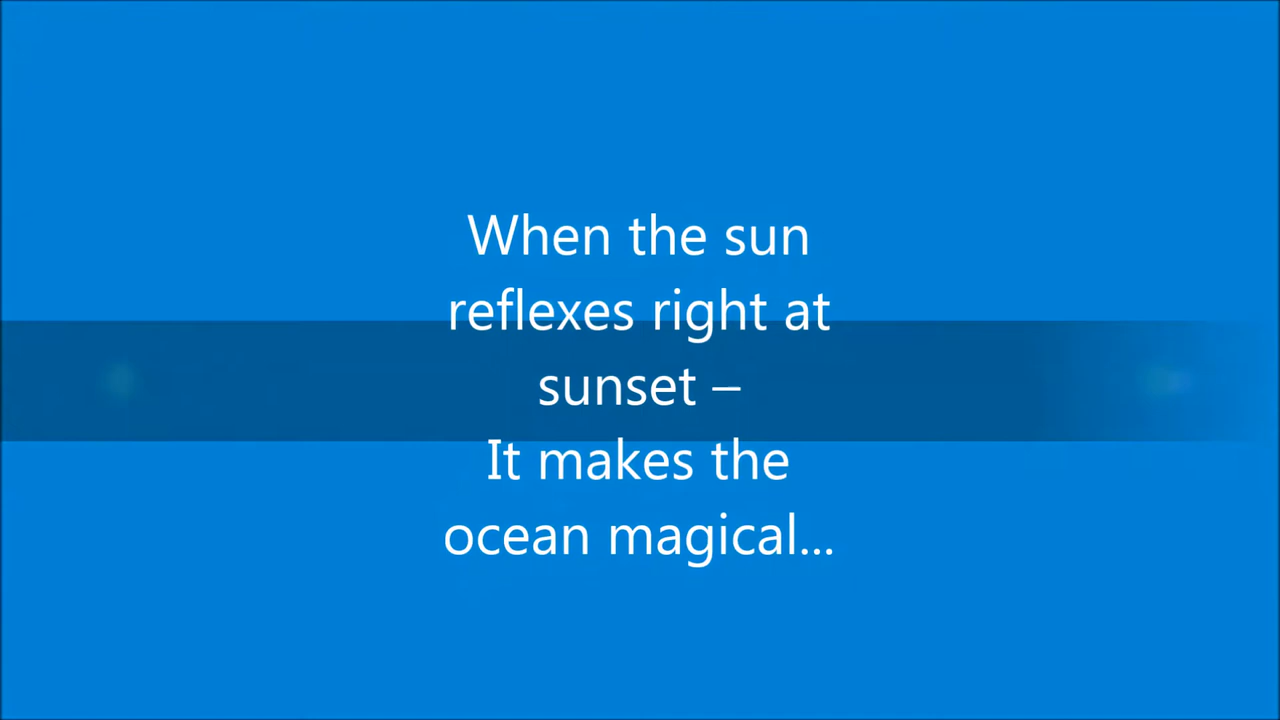 When the sun
reflexes right at
sunset –
It makes the
ocean magical...